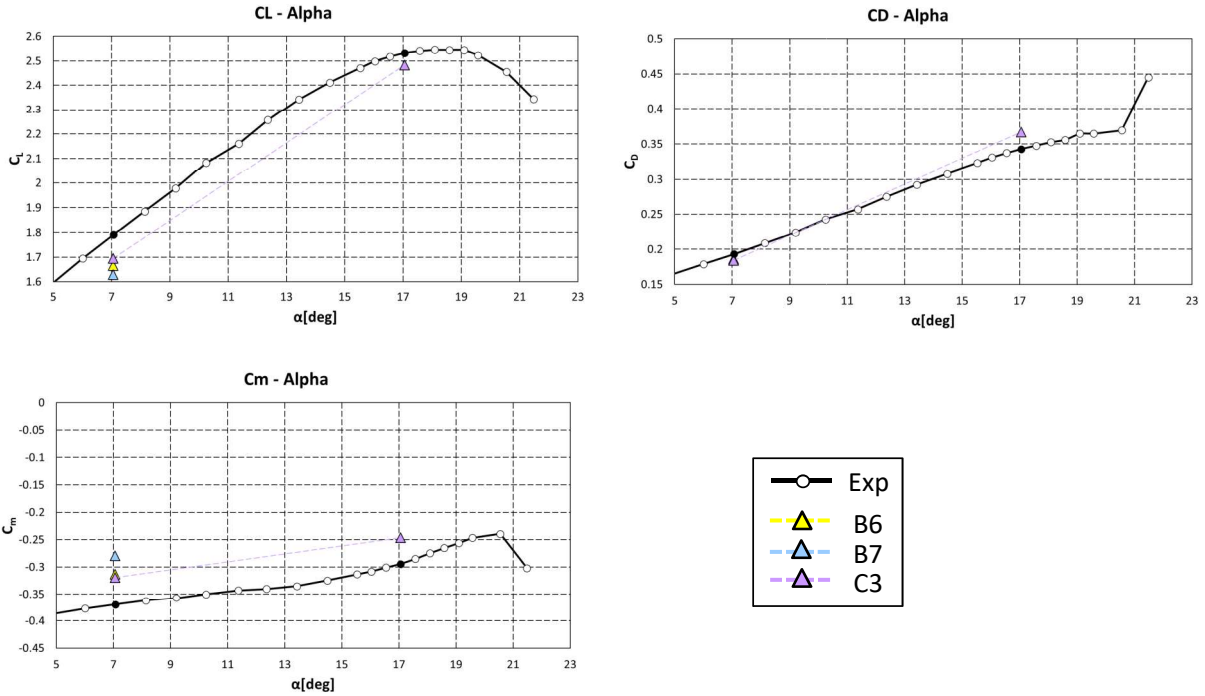 CL - Alpha
2.6
2.5
2.4
2.3
2.2
2.1
2
1.9
1.8
1.7
1.6
C_L
5 7 9 11 13 15 17 19 21 23
α[deg]
CD - Alpha
0.5
0.45
0.4
0.35
0.3
0.25
0.2
0.15
C_D
5 7 9 11 13 15 17 19 21 23
α[deg]
Cm - Alpha
0
-0.05
-0.1
-0.15
-0.2
-0.25
-0.3
-0.35
-0.4
-0.45
C_m
5 7 9 11 13 15 17 19 21 23
α[deg]
Exp
B6
B7
C3